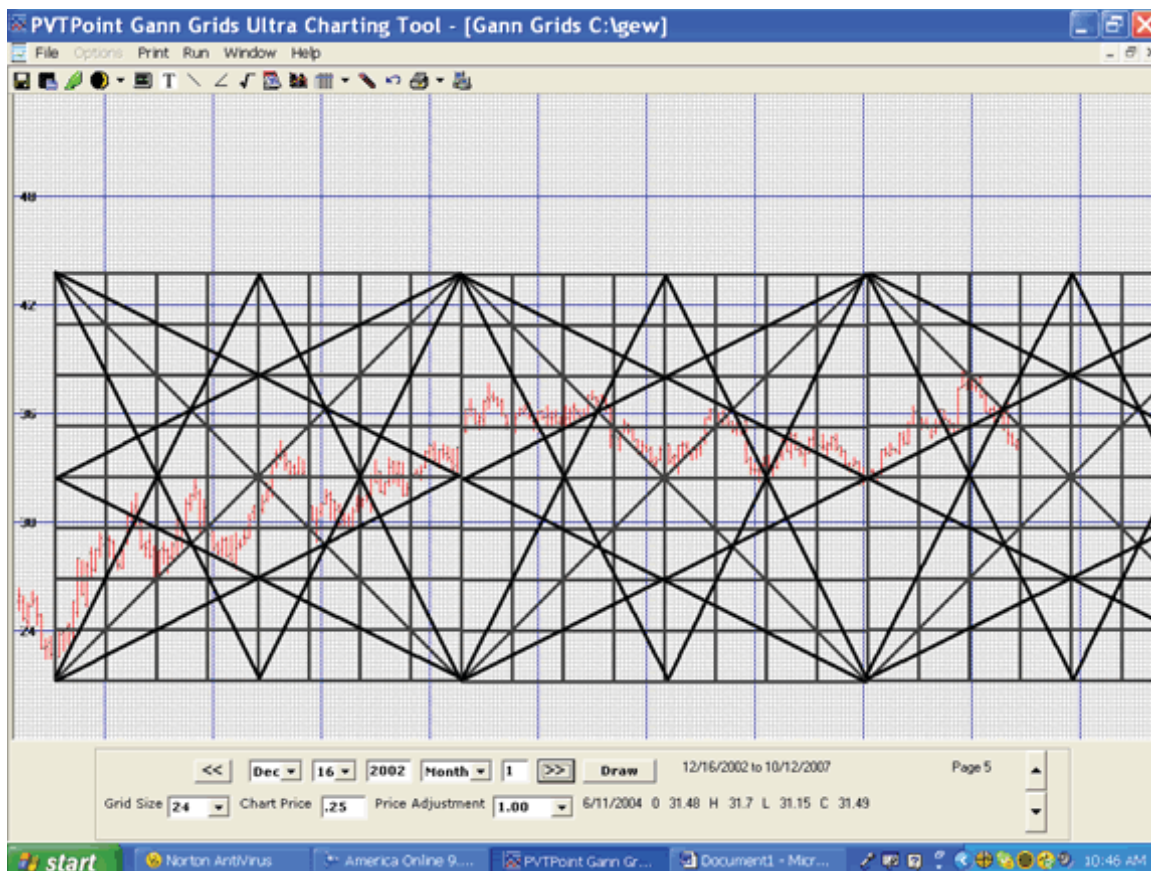 PVTPoint Gann Grids Ultra Charting Tool - [Gann Grids C:\gew]
File Options Print Run Window Help
T
48
42
36
30
24
<< Dec 16 2002 Month 1 >> Draw 12/16/2002 to 10/12/2007 Page 5
Grid Size 24 Chart Price .25 Price Adjustment 1.00 6/11/2004 O 31.48 H 31.7 L 31.15 C 31.49
start Norton AntiVirus America Online 9.... PVTPoint Gann Gr... Document1 - Micr... 10:46 AM